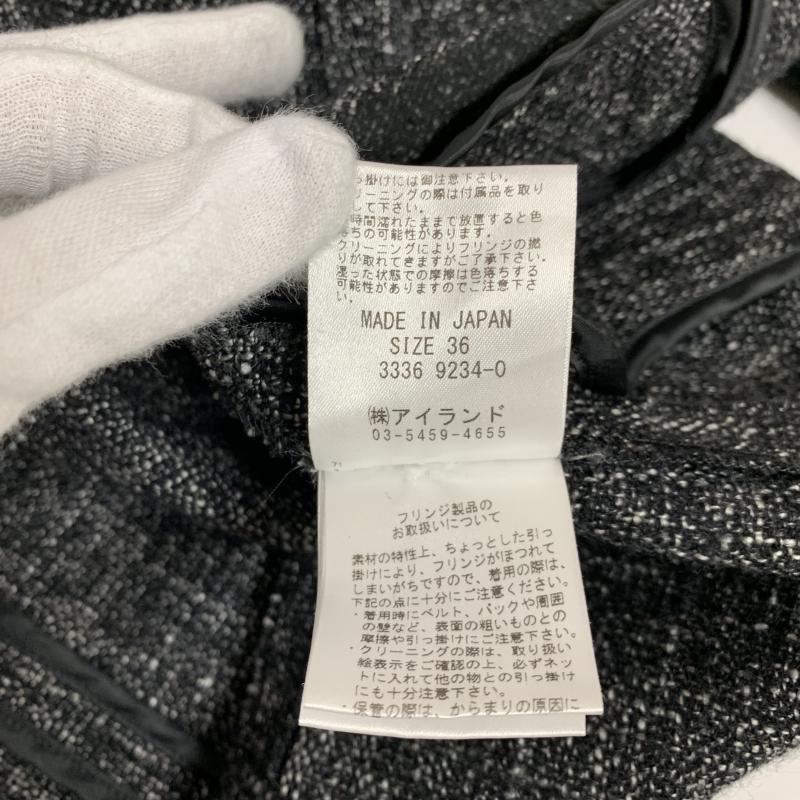 っ掛けには御注意下さい。
クリーニングの際は付属品を取り
して下さい。
時間濡れたままで放置すると色
落ちの可能性があります。
クリーニングによりフリンジの撚
りが取れてきますがご了承下さい。
湿った状態での摩擦は色落ちする
可能性がありますのでご注意下さ
い。
MADE IN JAPAN
SIZE 36
3336 9234-0
㈱アイランド
03-5459-4655
71
フリンジ製品の
お取扱いについて
素材の特性上、ちょっとした引っ
掛けにより、フリンジがほつれて
しまいがちですので、着用の際は、
下記の点に十分にご注意ください。
・着用時にベルト、バックや周囲
の壁など、表面の粗いものとの
摩擦や引っ掛けにご注意下さい。
・クリーニングの際は、取り扱い
絵表示をご確認の上、必ずネッ
トに入れて他の物との引っ掛け
にも十分注意下さい。
・保管の際は、からまりの原因に